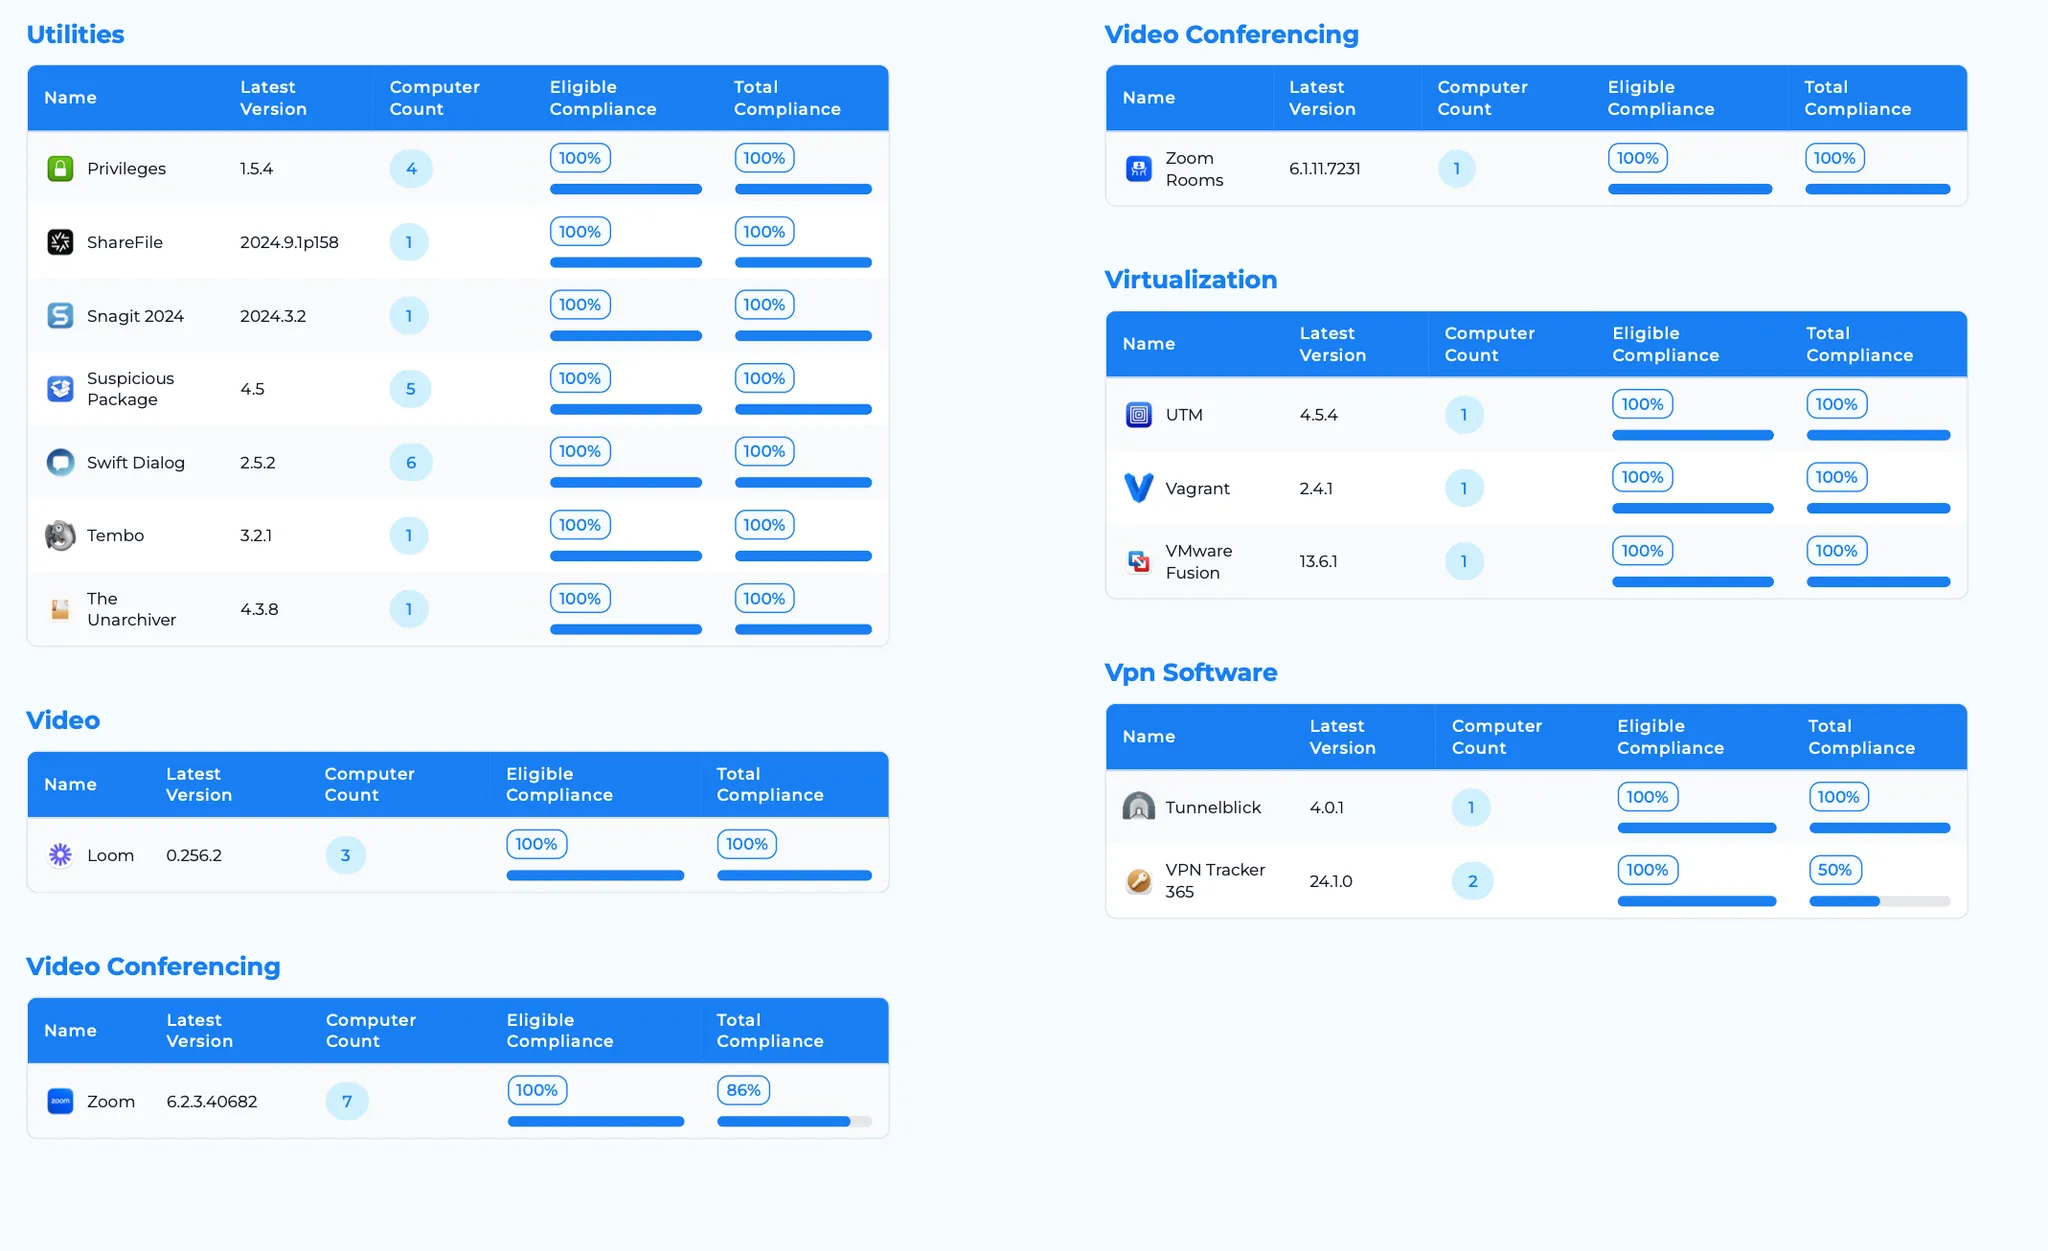 Utilities
Name Latest Version Computer Count Eligible Compliance Total Compliance
Privileges 1.5.4 4 100% 100%
ShareFile 2024.9.1p158 1 100% 100%
Snagit 2024 2024.3.2 1 100% 100%
Suspicious Package 4.5 5 100% 100%
Swift Dialog 2.5.2 6 100% 100%
Tembo 3.2.1 1 100% 100%
The Unarchiver 4.3.8 1 100% 100%
Video
Name Latest Version Computer Count Eligible Compliance Total Compliance
Loom 0.256.2 3 100% 100%
Video Conferencing
Name Latest Version Computer Count Eligible Compliance Total Compliance
zoom Zoom 6.2.3.40682 7 100% 86%
Video Conferencing
Name Latest Version Computer Count Eligible Compliance Total Compliance
Zoom Rooms 6.1.11.7231 1 100% 100%
Virtualization
Name Latest Version Computer Count Eligible Compliance Total Compliance
UTM 4.5.4 1 100% 100%
Vagrant 2.4.1 1 100% 100%
VMware Fusion 13.6.1 1 100% 100%
Vpn Software
Name Latest Version Computer Count Eligible Compliance Total Compliance
Tunnelblick 4.0.1 1 100% 100%
VPN Tracker 365 24.1.0 2 100% 50%